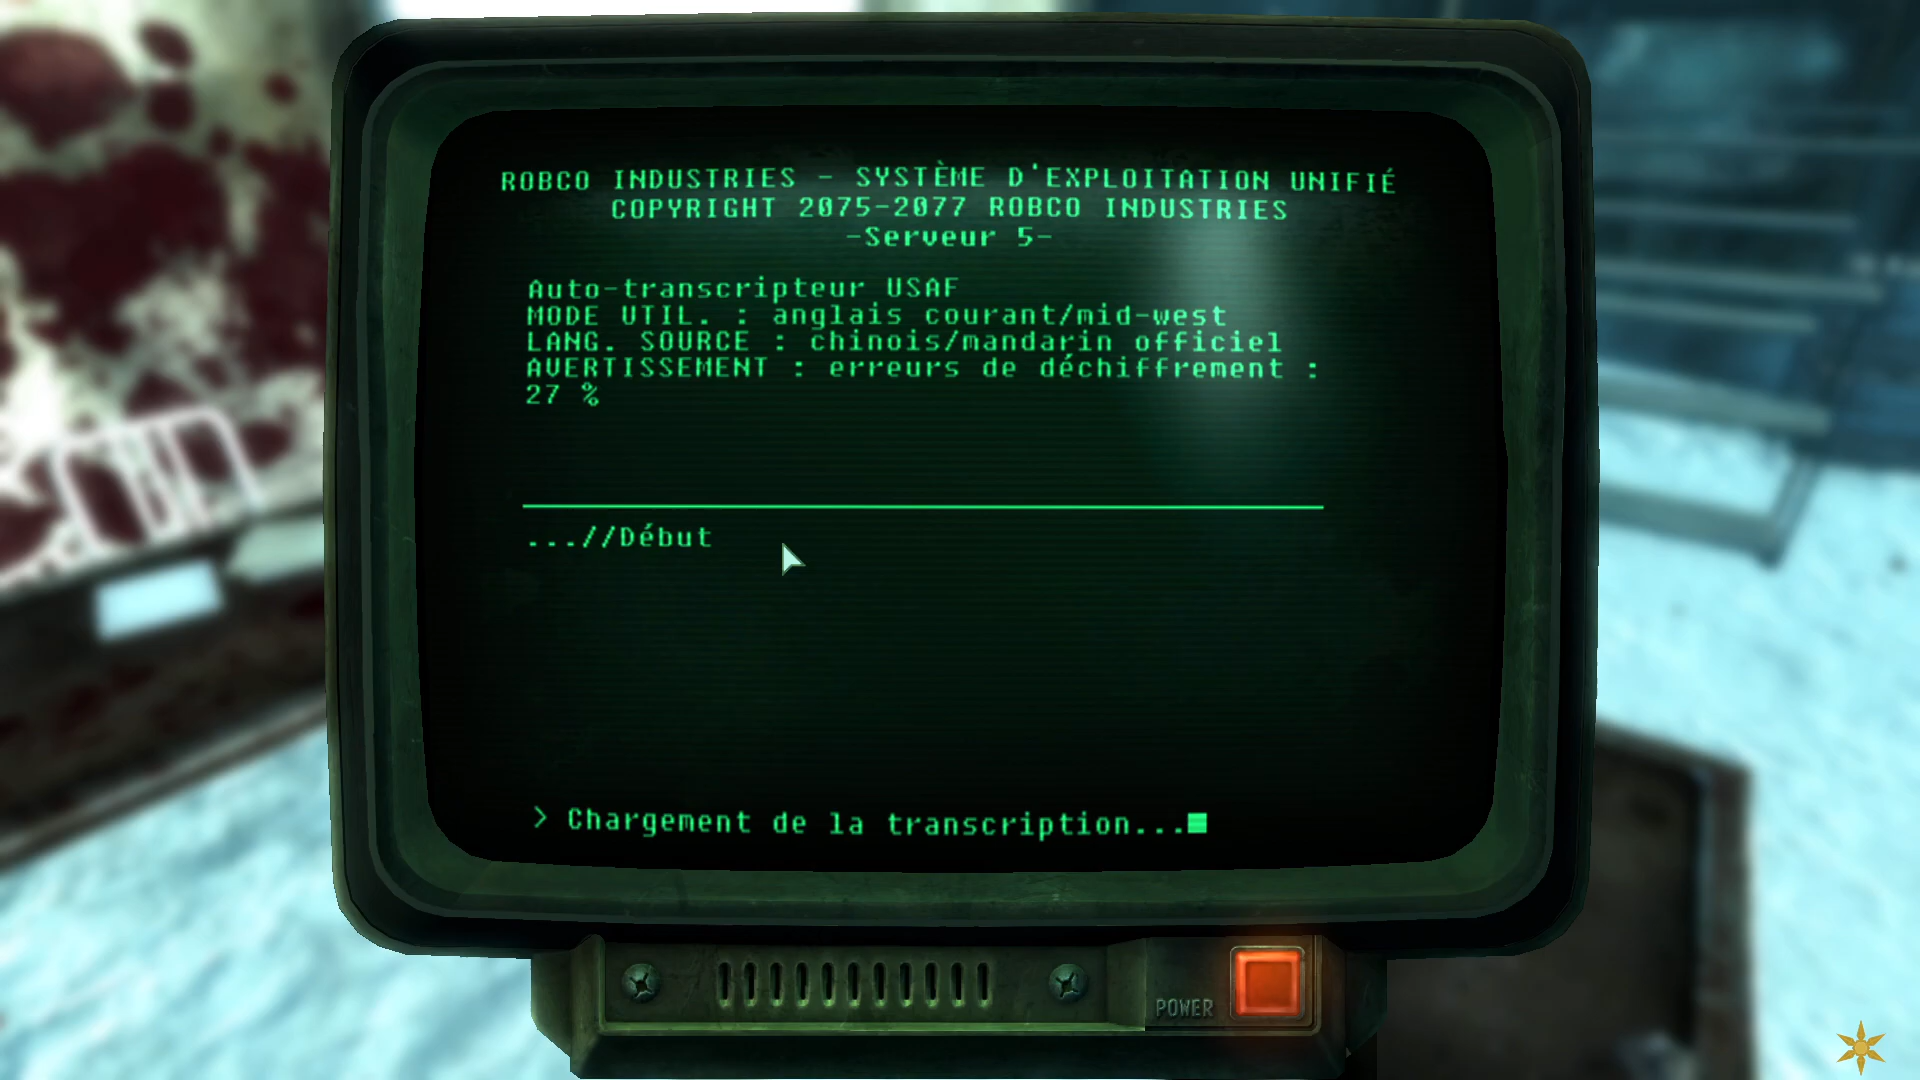 ROBCO INDUSTRIES - SYSTÈME D'EXPLOITATION UNIFIÉ
COPYRIGHT 2075-2077 ROBCO INDUSTRIES
-Serveur 5-
Auto-transcripteur USAF
MODE UTIL. : anglais courant/mid-west
LANG. SOURCE : chinois/mandarin officiel
AVERTISSEMENT : erreurs de déchiffrement :
27 %
...//Début
> Chargement de la transcription...
POWER